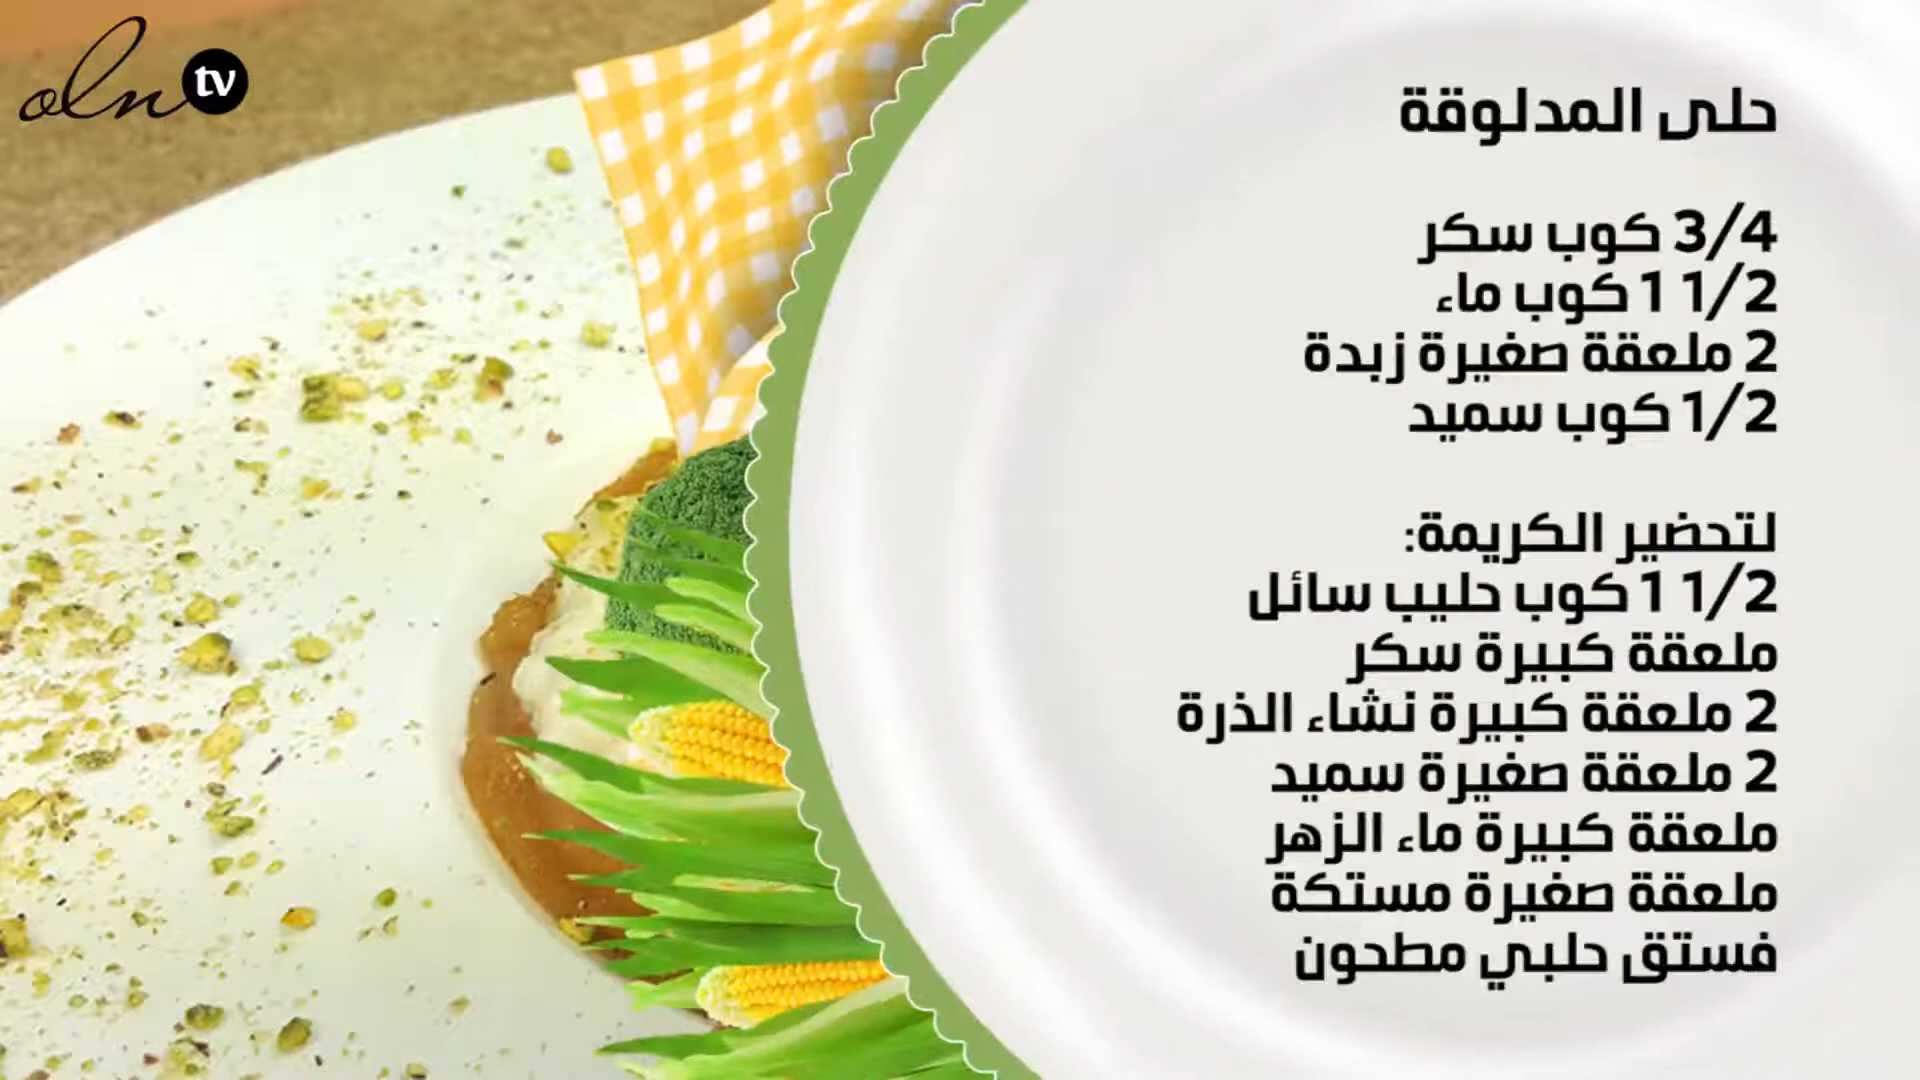 oln tv
حلى المدلوقة
3/4 كوب سكر
1 1/2 كوب ماء
2 ملعقة صغيرة زبدة
1/2 كوب سميد
لتحضير الكريمة:
1 1/2 كوب حليب سائل
ملعقة كبيرة سكر
2 ملعقة كبيرة نشاء الذرة
2 ملعقة صغيرة سميد
ملعقة كبيرة ماء الزهر
ملعقة صغيرة مستكة
فستق حلبي مطحون